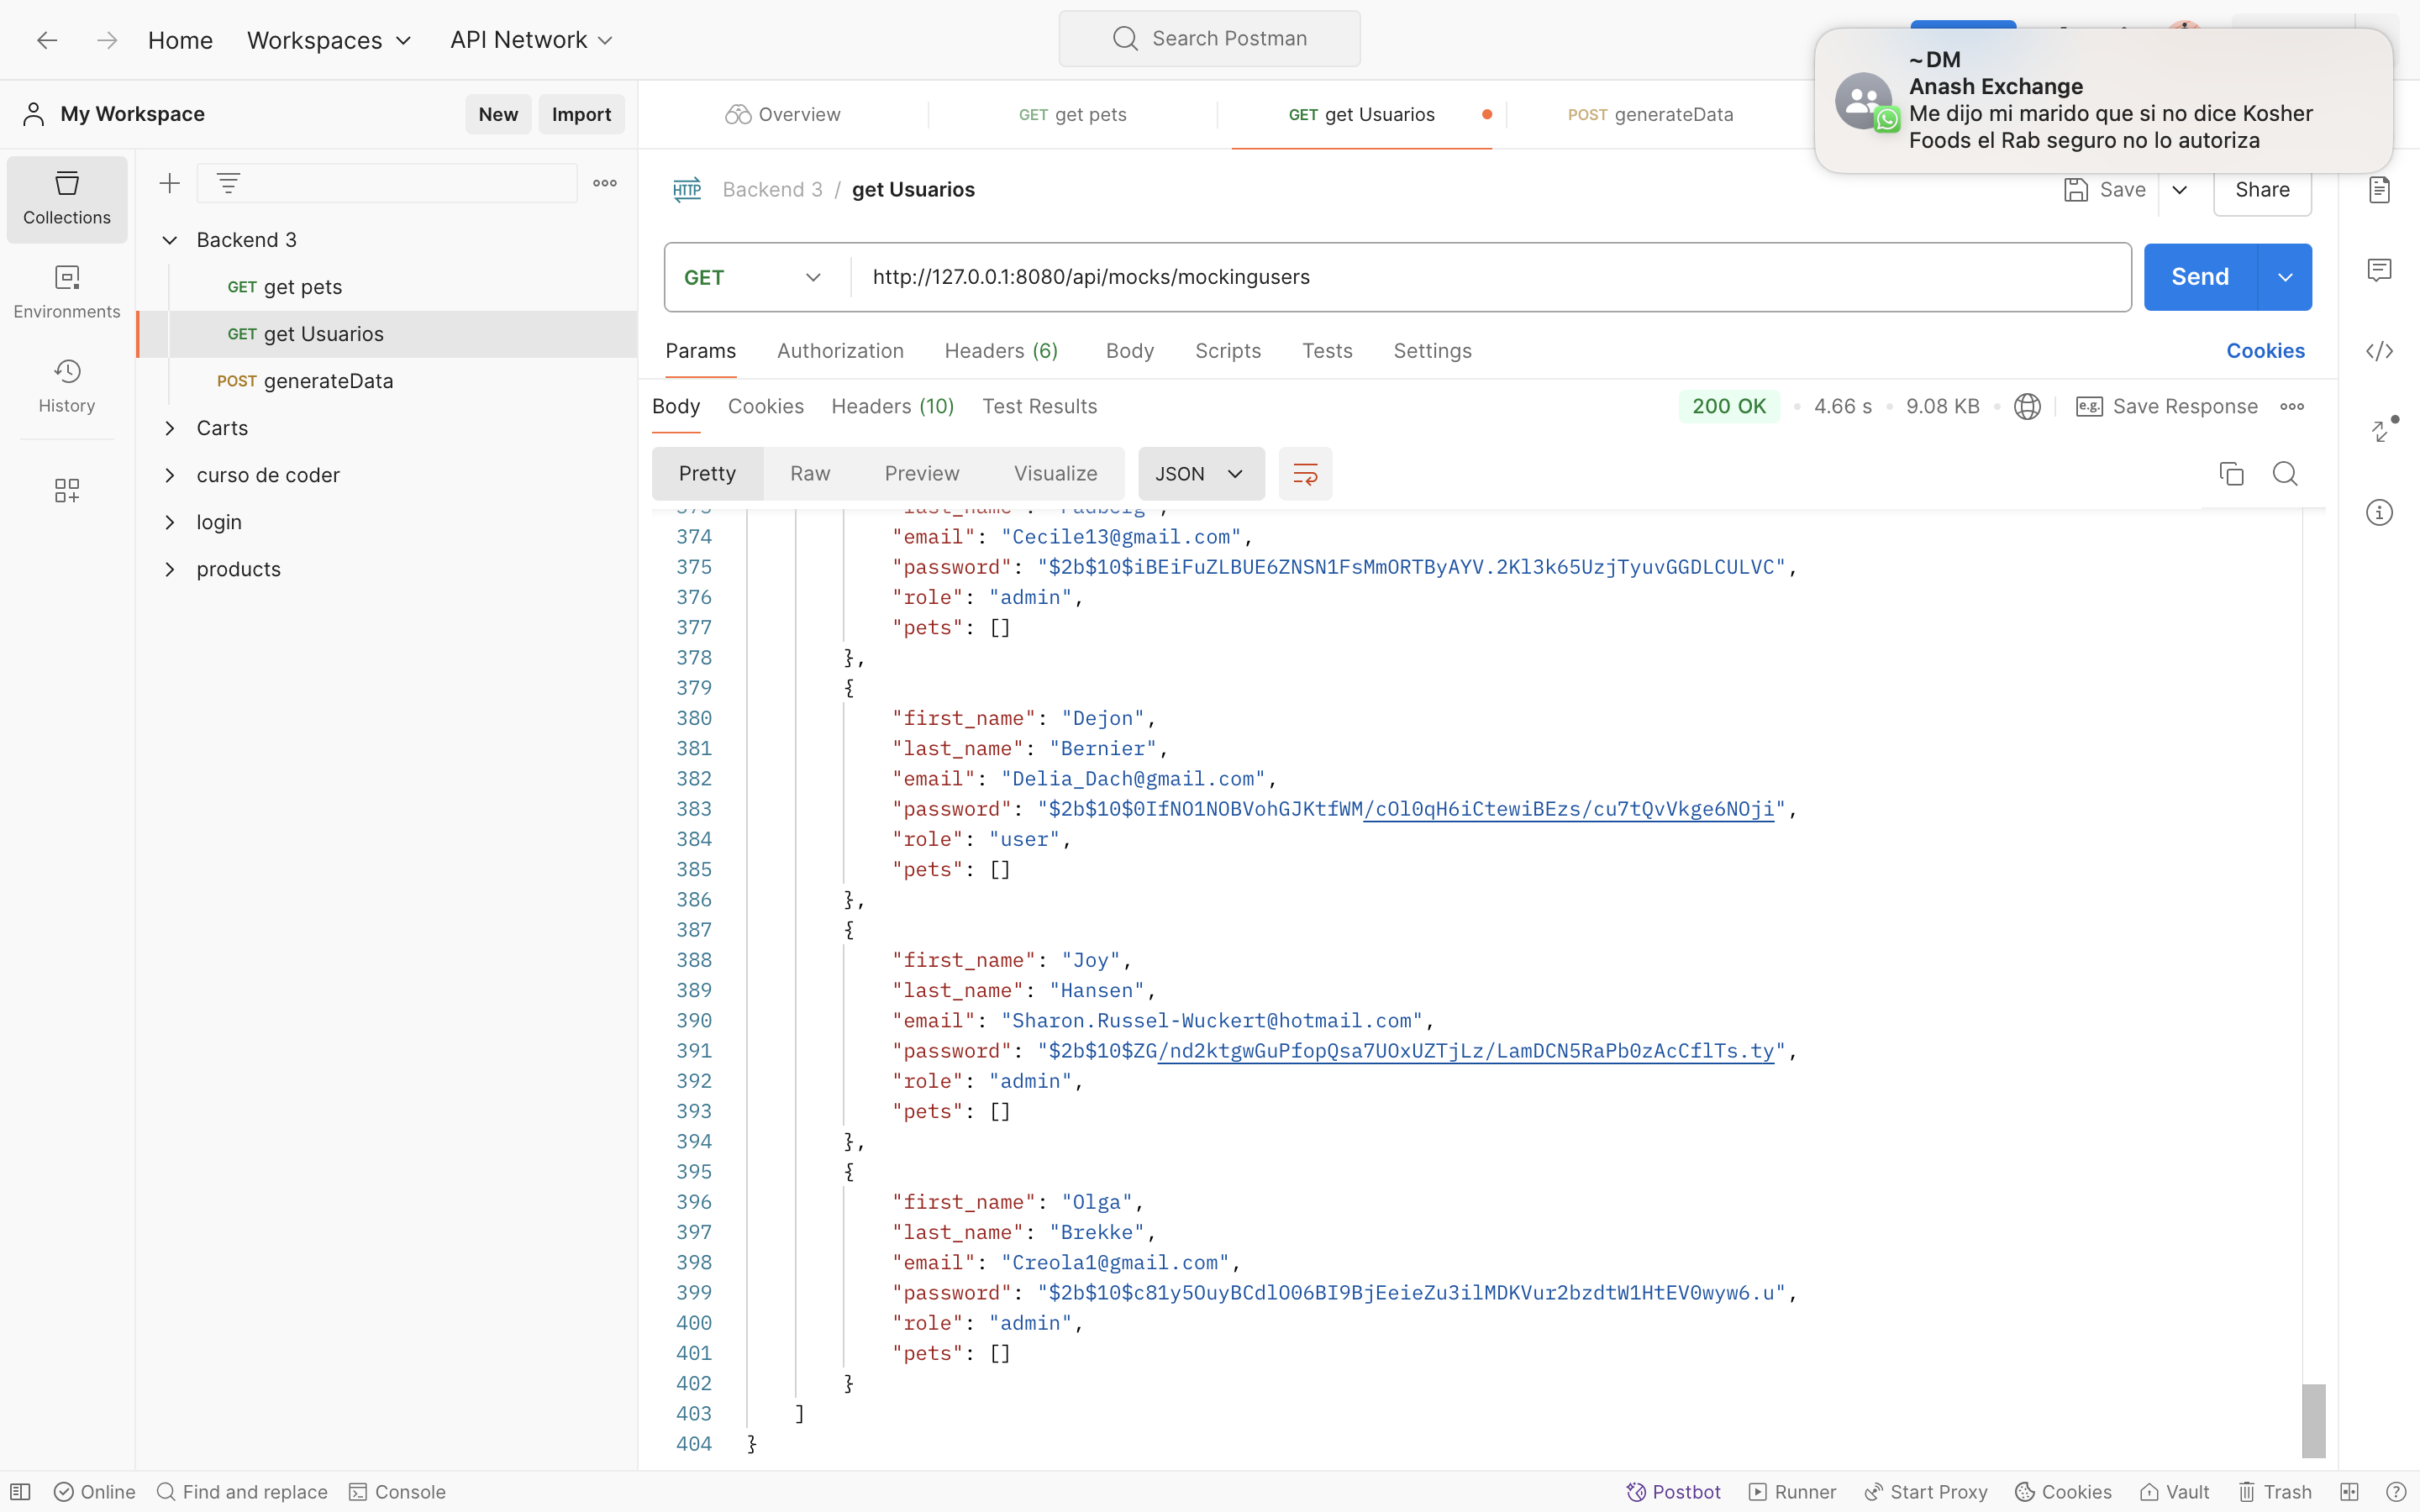 Home Workspaces API Network Search Postman
~DM
Anash Exchange
Me dijo mi marido que si no dice Kosher
Foods el Rab seguro no lo autoriza
My Workspace New Import
Overview GET get pets GET get Usuarios POST generateData
Collections
Environments
History
Backend 3
GET get pets
GET get Usuarios
POST generateData
Carts
curso de coder
login
products
HTTP Backend 3 / get Usuarios Save Share
GET http://127.0.0.1:8080/api/mocks/mockingusers Send
Params Authorization Headers (6) Body Scripts Tests Settings Cookies
Body Cookies Headers (10) Test Results 200 OK 4.66 s 9.08 KB e.g. Save Response
Pretty Raw Preview Visualize JSON
374 "email": "Cecile13@gmail.com",
375 "password": "$2b$10$iBEiFuZLBUE6ZNSN1FsMmORTByAYV.2Kl3k65UzjTyuvGGDLCULVC",
376 "role": "admin",
377 "pets": []
378 },
379 {
380 "first_name": "Dejon",
381 "last_name": "Bernier",
382 "email": "Delia_Dach@gmail.com",
383 "password": "$2b$10$0IfNO1NOBVohGJKtfWM/cOl0qH6iCtewiBEzs/cu7tQvVkge6NOji",
384 "role": "user",
385 "pets": []
386 },
387 {
388 "first_name": "Joy",
389 "last_name": "Hansen",
390 "email": "Sharon.Russel-Wuckert@hotmail.com",
391 "password": "$2b$10$ZG/nd2ktgwGuPfopQsa7UOxUZTjLz/LamDCN5RaPb0zAcCflTs.ty",
392 "role": "admin",
393 "pets": []
394 },
395 {
396 "first_name": "Olga",
397 "last_name": "Brekke",
398 "email": "Creola1@gmail.com",
399 "password": "$2b$10$c81y5OuyBCdlO06BI9BjEeieZu3ilMDKVur2bzdtW1HtEV0wyw6.u",
400 "role": "admin",
401 "pets": []
402 }
403 ]
404 }
Online Find and replace Console Postbot Runner Start Proxy Cookies Vault Trash